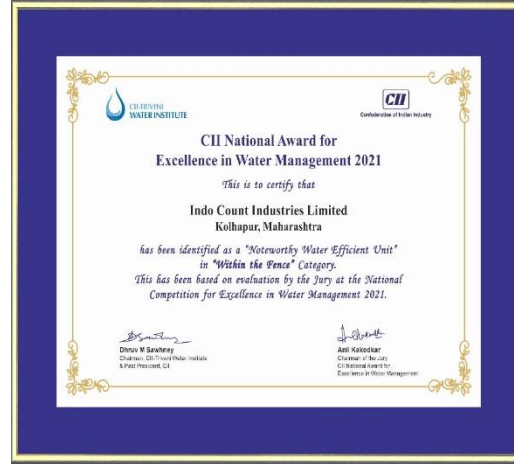 CII-TRIVENI
WATER INSTITUTE
CII
Confederation of Indian Industry
CII National Award for
Excellence in Water Management 2021
This is to certify that
Indo Count Industries Limited
Kolhapur, Maharashtra
has been identified as a "Noteworthy Water Efficient Unit"
in "Within the Fence" Category.
This has been based on evaluation by the Jury at the National
Competition for Excellence in Water Management 2021.
Dhruv M Sawhney
Chairman, CII-Triveni Water Institute
& Past President, CII
Anil Kakodkar
Chairman of the Jury
CII National Award for
Excellence in Water Management